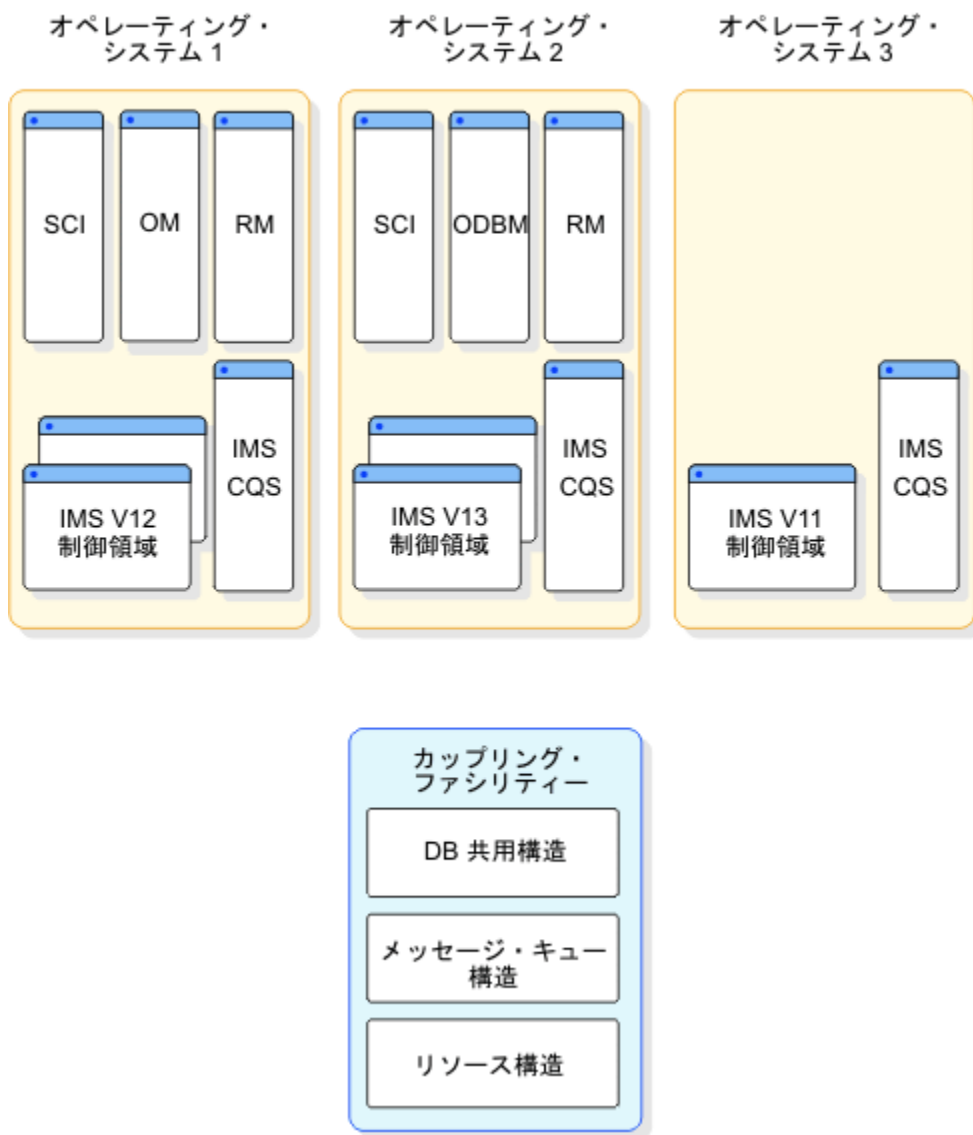 オペレーティング・
システム 1
オペレーティング・
システム 2
オペレーティング・
システム 3
SCI
OM
RM
IMS
CQS
IMS V12
制御領域
SCI
ODBM
RM
IMS
CQS
IMS V13
制御領域
IMS
CQS
IMS V11
制御領域
カップリング・
ファシリティー
DB 共用構造
メッセージ・キュー
構造
リソース構造